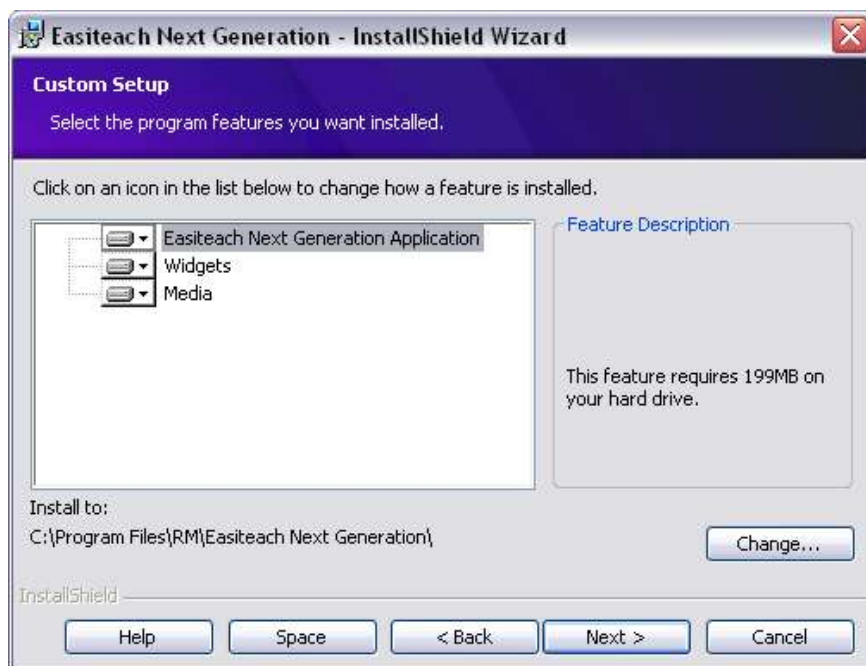 Easiteach Next Generation - InstallShield Wizard
Custom Setup
Select the program features you want installed.
Click on an icon in the list below to change how a feature is installed.
Easiteach Next Generation Application
Widgets
Media
Feature Description
This feature requires 199MB on
your hard drive.
Install to:
C:\Program Files\RM\Easiteach Next Generation\
Change...
InstallShield
Help
Space
< Back
Next >
Cancel